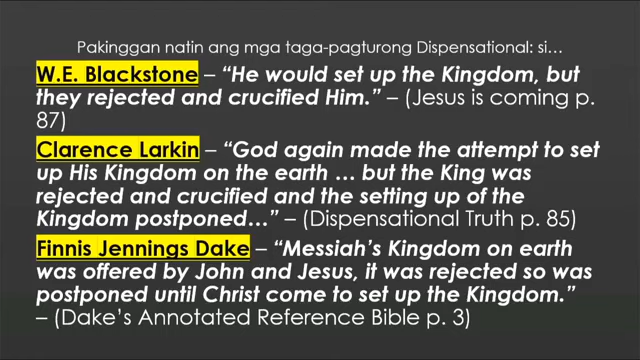 Pakinggan natin ang mga taga-pagturong Dispensational: si…
W.E. Blackstone – “He would set up the Kingdom, but
they rejected and crucified Him.” – (Jesus is coming p.
87)
Clarence Larkin – “God again made the attempt to set
up His Kingdom on the earth … but the King was
rejected and crucified and the setting up of the
Kingdom postponed…” – (Dispensational Truth p. 85)
Finnis Jennings Dake – “Messiah’s Kingdom on earth
was offered by John and Jesus, it was rejected so was
postponed until Christ come to set up the Kingdom.”
– (Dake’s Annotated Reference Bible p. 3)